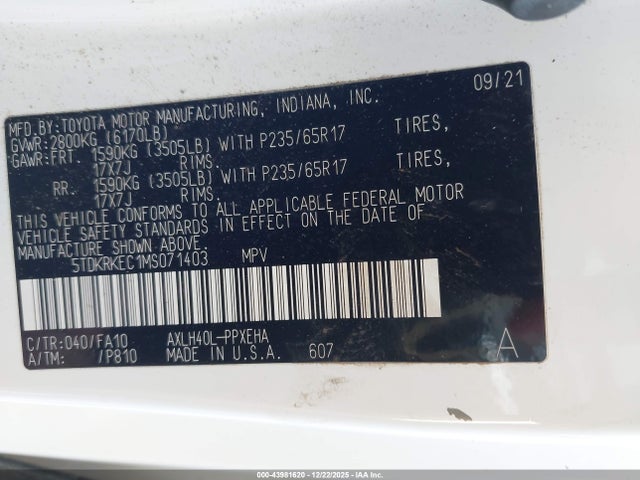 09/21
MFD.BY:TOYOTA MOTOR MANUFACTURING, INDIANA, INC.
GVWR:2800KG (6170LB)
GAWR:FRT. 1590KG (3505LB) WITH P235/65R17 TIRES,
17X7J RIMS.
RR. 1590KG (3505LB) WITH P235/65R17 TIRES,
17X7J RIMS.
THIS VEHICLE CONFORMS TO ALL APPLICABLE FEDERAL MOTOR
VEHICLE SAFETY STANDARDS IN EFFECT ON THE DATE OF
MANUFACTURE SHOWN ABOVE.
5TDKRKEC1MS071403 MPV
C/TR:040/FA10 AXLH40L-PPXEHA
A/TM: /P810 MADE IN U.S.A. 607 A
000-43981620 - 12/22/2025 - IAA Inc.